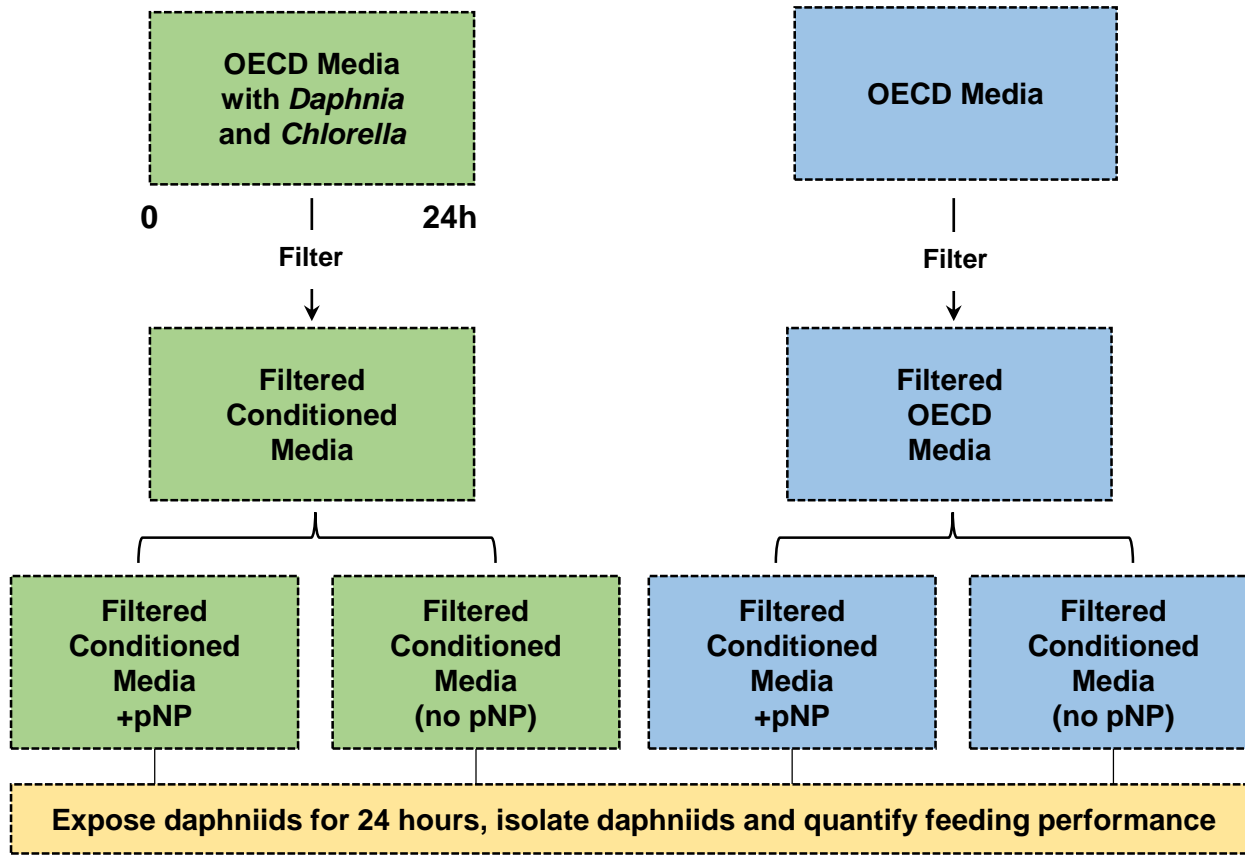 OECD Media
with Daphnia
and Chlorella
OECD Media
0
24h
Filter
Filter
Filtered
Conditioned
Media
Filtered
OECD
Media
Filtered
Conditioned
Media
+pNP
Filtered
Conditioned
Media
(no pNP)
Filtered
Conditioned
Media
+pNP
Filtered
Conditioned
Media
(no pNP)
Expose daphniids for 24 hours, isolate daphniids and quantify feeding performance